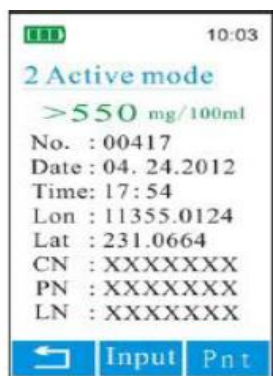 10:03
2 Active mode
>550 mg/100ml
No. : 00417
Date : 04. 24.2012
Time: 17:54
Lon : 11355.0124
Lat : 231.0664
CN : XXXXXXX
PN : XXXXXXX
LN : XXXXXXX
Input Pnt